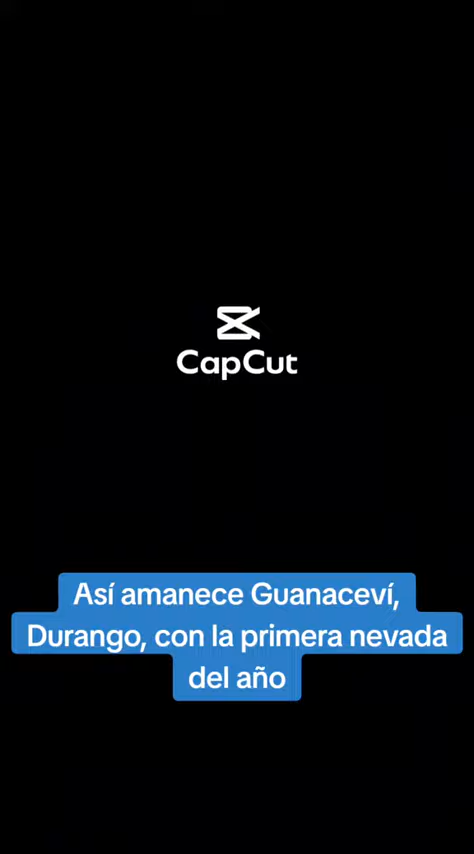 CapCut
Así amanece Guanaceví,
Durango, con la primera nevada
del año